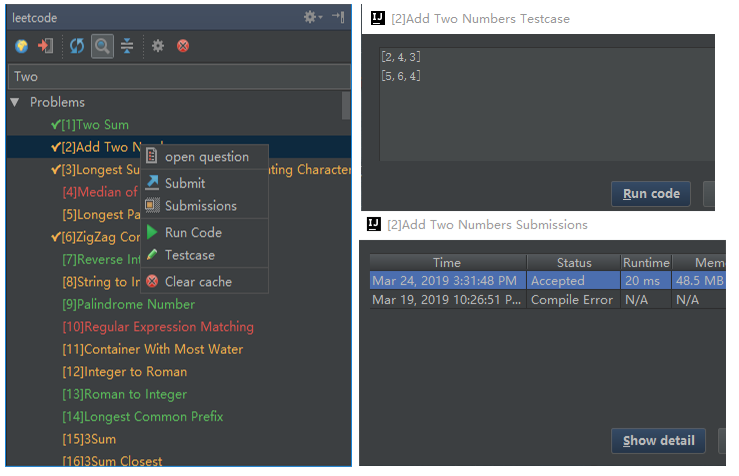 leetcode
Two
Problems
[1]Two Sum
[2]Add Two
[3]Longest Su ating Character
[4]Median of
[5]Longest Pa
[6]ZigZag Con
[7]Reverse Int
[8]String to In
[9]Palindrome Number
[10]Regular Expression Matching
[11]Container With Most Water
[12]Integer to Roman
[13]Roman to Integer
[14]Longest Common Prefix
[15]3Sum
[16]3Sum Closest
open question
Submit
Submissions
Run Code
Testcase
Clear cache
IJ [2]Add Two Numbers Testcase
[2,4,3]
[5,6,4]
Run code
IJ [2]Add Two Numbers Submissions
Time Status Runtime Mem
Mar 24, 2019 3:31:48 PM Accepted 20 ms 48.5 MB
Mar 19, 2019 10:26:51 P... Compile Error N/A N/A
Show detail